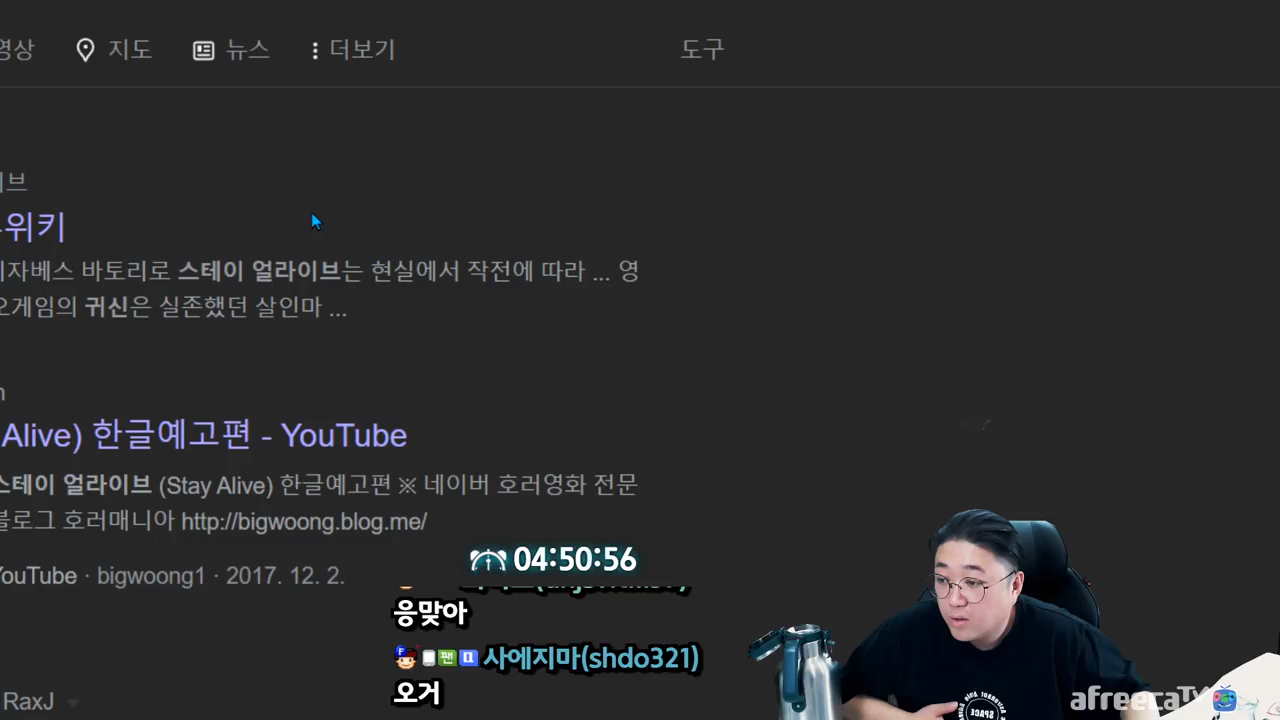 영상 지도 뉴스 더보기 도구
브
위키
자베스 바토리로 스테이 얼라이브는 현실에서 작전에 따라 ... 영
오게임의 귀신은 실존했던 살인마 ...
Alive) 한글예고편 - YouTube
스테이 얼라이브 (Stay Alive) 한글예고편 ※ 네이버 호러영화 전문
블로그 호러매니아 http://bigwoong.blog.me/
04:50:56
YouTube · bigwoong1 · 2017. 12. 2.
응맞아
팬 사에지마(shdo321)
오거
RaxJ
SPACE
afreecaTV